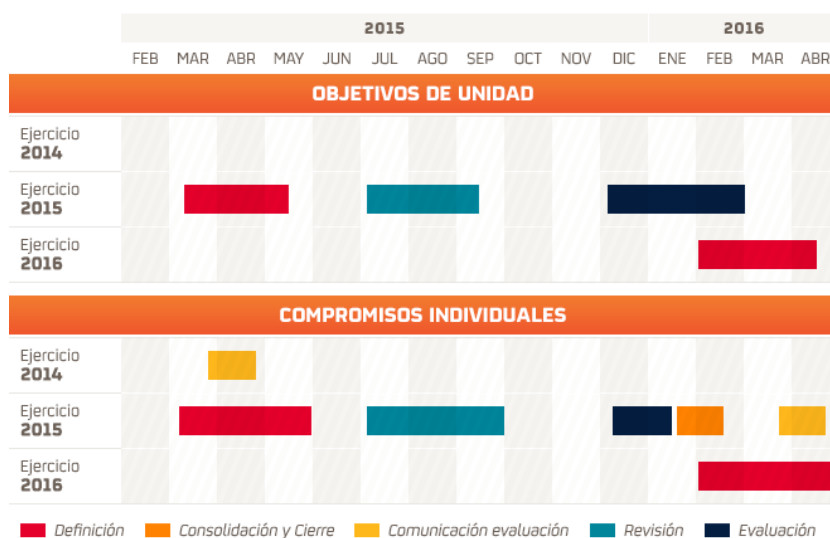 2015 2016
FEB MAR ABR MAY JUN JUL AGO SEP OCT NOV DIC ENE FEB MAR ABR
OBJETIVOS DE UNIDAD
Ejercicio
2014
Ejercicio
2015
Ejercicio
2016
COMPROMISOS INDIVIDUALES
Ejercicio
2014
Ejercicio
2015
Ejercicio
2016
Definición Consolidación y Cierre Comunicación evaluación Revisión Evaluación